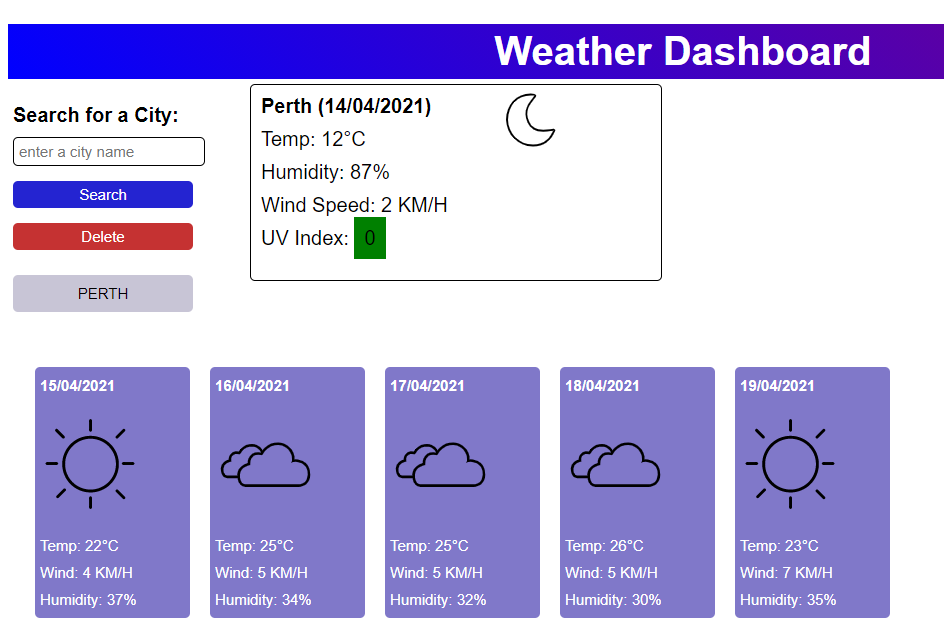 Weather Dashboard
Search for a City:
enter a city name
Search
Delete
PERTH
Perth (14/04/2021)
Temp: 12°C
Humidity: 87%
Wind Speed: 2 KM/H
UV Index: 0
15/04/2021
Temp: 22°C
Wind: 4 KM/H
Humidity: 37%
16/04/2021
Temp: 25°C
Wind: 5 KM/H
Humidity: 34%
17/04/2021
Temp: 25°C
Wind: 5 KM/H
Humidity: 32%
18/04/2021
Temp: 26°C
Wind: 5 KM/H
Humidity: 30%
19/04/2021
Temp: 23°C
Wind: 7 KM/H
Humidity: 35%